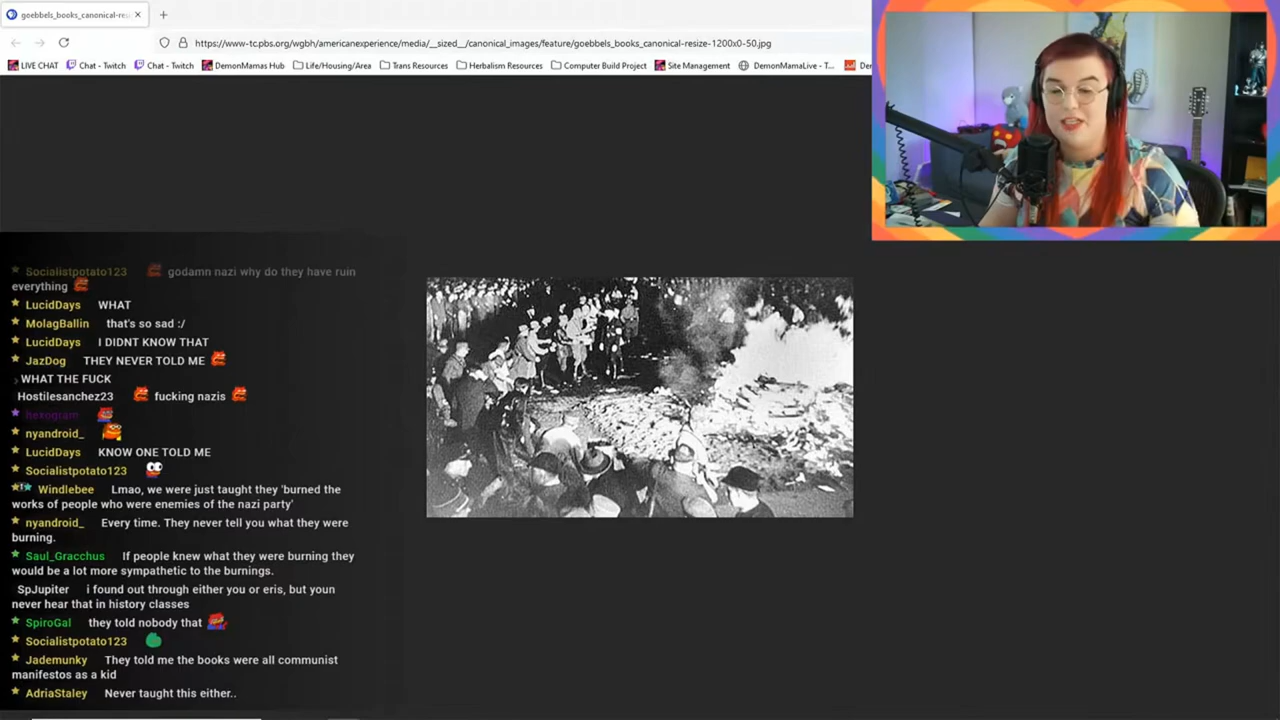 goebbels_books_canonical-re
https://www-tc.pbs.org/wgbh/americanexperience/media/__sized__/canonical_images/feature/goebbels_books_canonical-resize-1200x0-50.jpg
LIVE CHAT Chat - Twitch Chat - Twitch DemonMamas Hub Life/Housing/Area Trans Resources Herbalism Resources Computer Build Project Site Management DemonMamaLive - T... De
Socialistpotato123 godamn nazi why do they have ruin
everything
LucidDays WHAT
MolagBallin that's so sad :/
LucidDays I DIDNT KNOW THAT
JazDog THEY NEVER TOLD ME
WHAT THE FUCK
Hostilesanchez23 fucking nazis
hexogram
nyandroid_
LucidDays KNOW ONE TOLD ME
Socialistpotato123
Windlebee Lmao, we were just taught they 'burned the
works of people who were enemies of the nazi party'
nyandroid_ Every time. They never tell you what they were
burning.
Saul_Gracchus If people knew what they were burning they
would be a lot more sympathetic to the burnings.
SpJupiter i found out through either you or eris, but youn
never hear that in history classes
SpiroGal they told nobody that
Socialistpotato123
Jademunky They told me the books were all communist
manifestos as a kid
AdriaStaley Never taught this either..